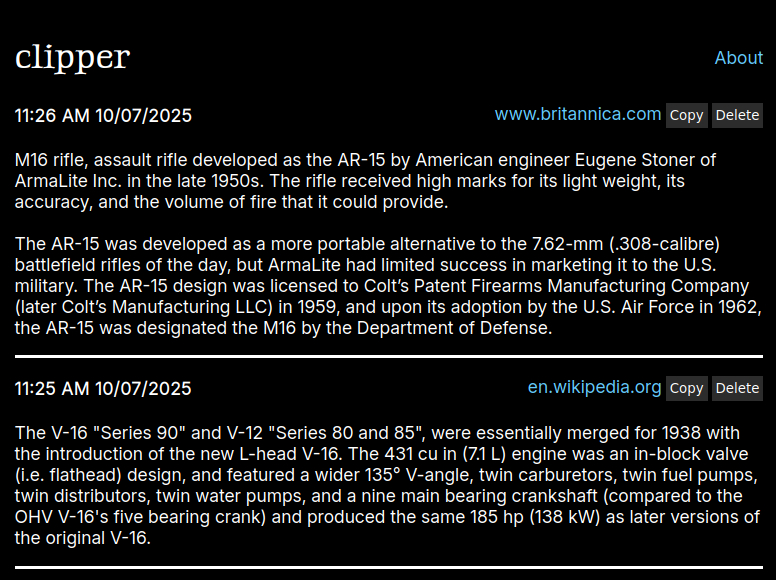 clipper
About
11:26 AM 10/07/2025
www.britannica.com Copy Delete
M16 rifle, assault rifle developed as the AR-15 by American engineer Eugene Stoner of
ArmaLite Inc. in the late 1950s. The rifle received high marks for its light weight, its
accuracy, and the volume of fire that it could provide.
The AR-15 was developed as a more portable alternative to the 7.62-mm (.308-calibre)
battlefield rifles of the day, but ArmaLite had limited success in marketing it to the U.S.
military. The AR-15 design was licensed to Colt’s Patent Firearms Manufacturing Company
(later Colt’s Manufacturing LLC) in 1959, and upon its adoption by the U.S. Air Force in 1962,
the AR-15 was designated the M16 by the Department of Defense.
11:25 AM 10/07/2025
en.wikipedia.org Copy Delete
The V-16 "Series 90" and V-12 "Series 80 and 85", were essentially merged for 1938 with
the introduction of the new L-head V-16. The 431 cu in (7.1 L) engine was an in-block valve
(i.e. flathead) design, and featured a wider 135° V-angle, twin carburetors, twin fuel pumps,
twin distributors, twin water pumps, and a nine main bearing crankshaft (compared to the
OHV V-16's five bearing crank) and produced the same 185 hp (138 kW) as later versions of
the original V-16.